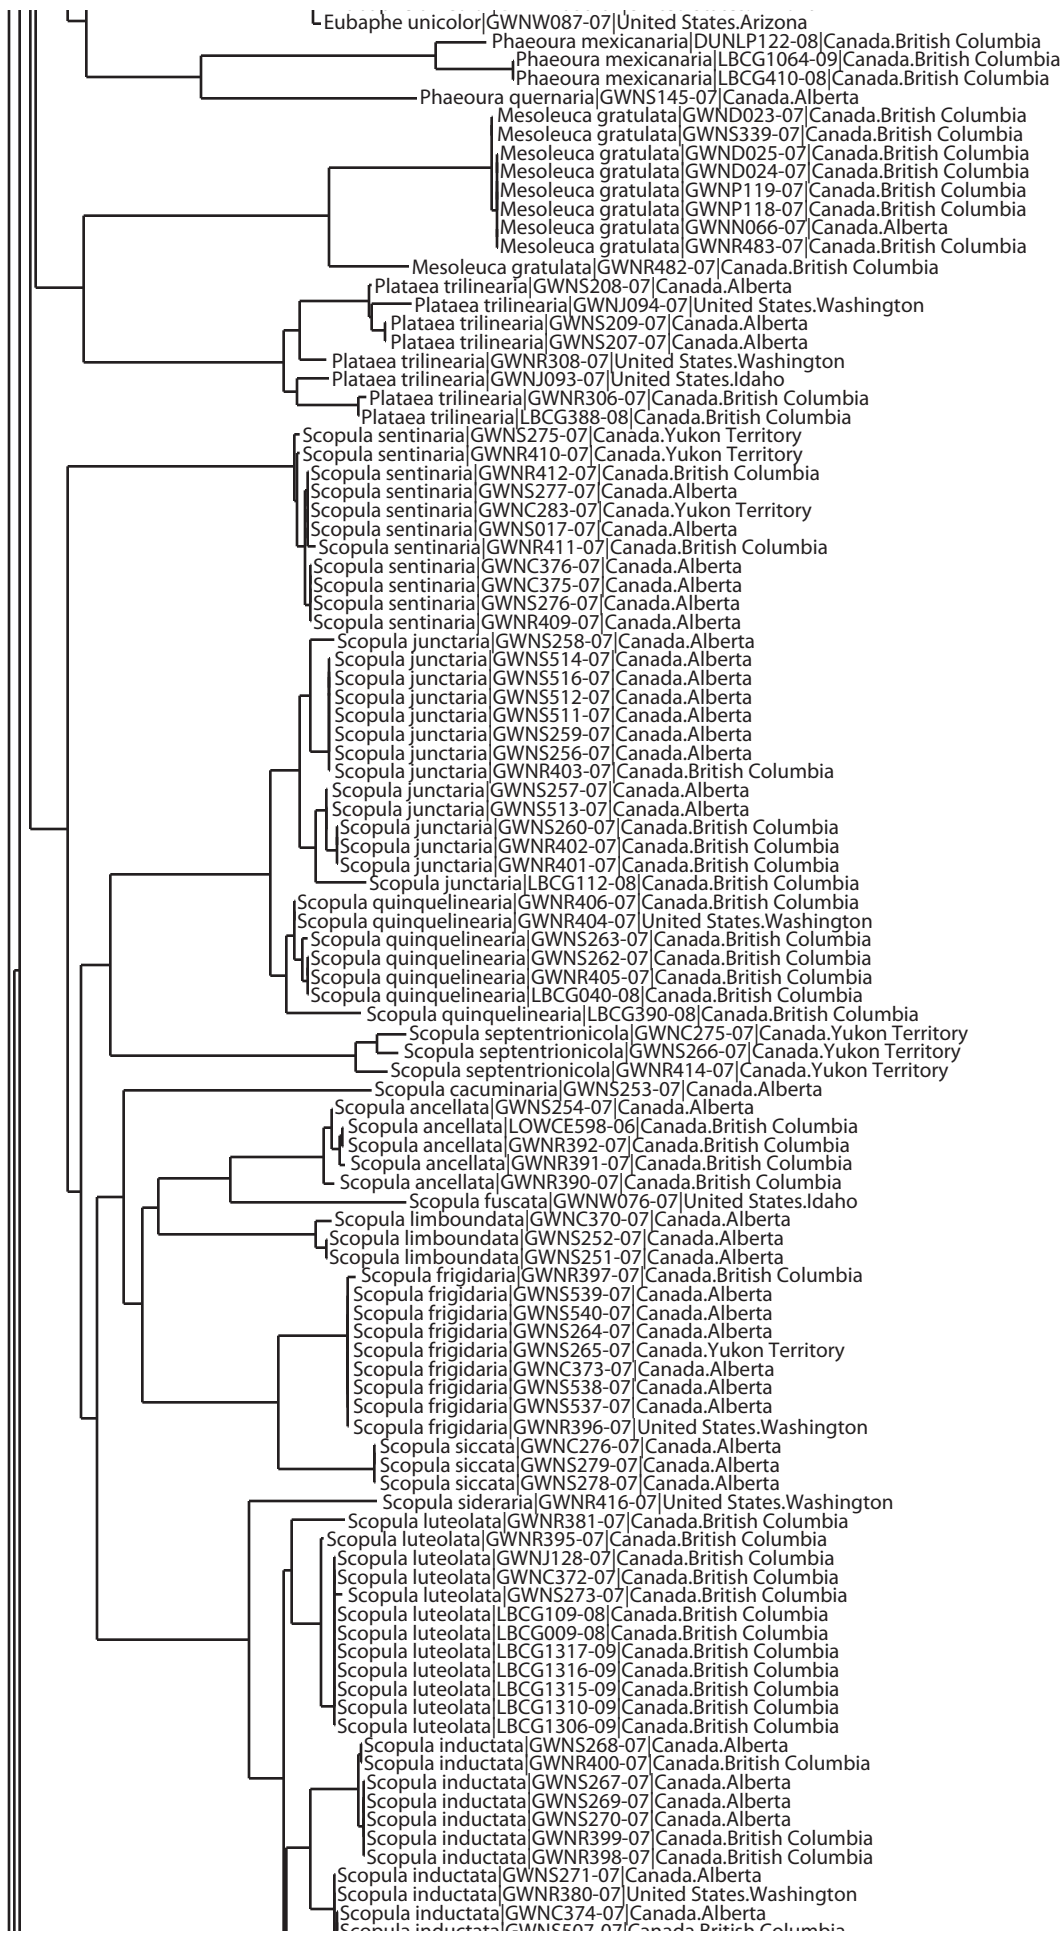 Eubaphe unicolor|GWNW087-07|United States.Arizona
Phaeoura mexicanaria|DUNLP122-08|Canada.British Columbia
Phaeoura mexicanaria|LBCG1064-09|Canada.British Columbia
Phaeoura mexicanaria|LBCG410-08|Canada.British Columbia
Phaeoura quernaria|GWNS145-07|Canada.Alberta
Mesoleuca gratulata|GWND023-07|Canada.British Columbia
Mesoleuca gratulata|GWNS339-07|Canada.British Columbia
Mesoleuca gratulata|GWND025-07|Canada.British Columbia
Mesoleuca gratulata|GWND024-07|Canada.British Columbia
Mesoleuca gratulata|GWNP119-07|Canada.British Columbia
Mesoleuca gratulata|GWNP118-07|Canada.British Columbia
Mesoleuca gratulata|GWNN066-07|Canada.Alberta
Mesoleuca gratulata|GWNR483-07|Canada.British Columbia
Mesoleuca gratulata|GWNR482-07|Canada.British Columbia
Plataea trilinearia|GWNS208-07|Canada.Alberta
Plataea trilinearia|GWNJ094-07|United States.Washington
Plataea trilinearia|GWNS209-07|Canada.Alberta
Plataea trilinearia|GWNS207-07|Canada.Alberta
Plataea trilinearia|GWNR308-07|United States.Washington
Plataea trilinearia|GWNJ093-07|United States.Idaho
Plataea trilinearia|GWNR306-07|Canada.British Columbia
Plataea trilinearia|LBCG388-08|Canada.British Columbia
Scopula sentinaria|GWNS275-07|Canada.Yukon Territory
Scopula sentinaria|GWNR410-07|Canada.Yukon Territory
Scopula sentinaria|GWNR412-07|Canada.British Columbia
Scopula sentinaria|GWNS277-07|Canada.Alberta
Scopula sentinaria|GWNC283-07|Canada.Yukon Territory
Scopula sentinaria|GWNS017-07|Canada.Alberta
Scopula sentinaria|GWNR411-07|Canada.British Columbia
Scopula sentinaria|GWNC376-07|Canada.Alberta
Scopula sentinaria|GWNC375-07|Canada.Alberta
Scopula sentinaria|GWNS276-07|Canada.Alberta
Scopula sentinaria|GWNR409-07|Canada.Alberta
Scopula junctaria|GWNS258-07|Canada.Alberta
Scopula junctaria|GWNS514-07|Canada.Alberta
Scopula junctaria|GWNS516-07|Canada.Alberta
Scopula junctaria|GWNS512-07|Canada.Alberta
Scopula junctaria|GWNS511-07|Canada.Alberta
Scopula junctaria|GWNS259-07|Canada.Alberta
Scopula junctaria|GWNS256-07|Canada.Alberta
Scopula junctaria|GWNR403-07|Canada.British Columbia
Scopula junctaria|GWNS257-07|Canada.Alberta
Scopula junctaria|GWNS513-07|Canada.Alberta
Scopula junctaria|GWNS260-07|Canada.British Columbia
Scopula junctaria|GWNR402-07|Canada.British Columbia
Scopula junctaria|GWNR401-07|Canada.British Columbia
Scopula junctaria|LBCG112-08|Canada.British Columbia
Scopula quinquelinearia|GWNR406-07|Canada.British Columbia
Scopula quinquelinearia|GWNR404-07|United States.Washington
Scopula quinquelinearia|GWNS263-07|Canada.British Columbia
Scopula quinquelinearia|GWNS262-07|Canada.British Columbia
Scopula quinquelinearia|GWNR405-07|Canada.British Columbia
Scopula quinquelinearia|LBCG040-08|Canada.British Columbia
Scopula quinquelinearia|LBCG390-08|Canada.British Columbia
Scopula septentrionicola|GWNC275-07|Canada.Yukon Territory
Scopula septentrionicola|GWNS266-07|Canada.Yukon Territory
Scopula septentrionicola|GWNR414-07|Canada.Yukon Territory
Scopula cacuminaria|GWNS253-07|Canada.Alberta
Scopula ancellata|GWNS254-07|Canada.Alberta
Scopula ancellata|LOWCE598-06|Canada.British Columbia
Scopula ancellata|GWNR392-07|Canada.British Columbia
Scopula ancellata|GWNR391-07|Canada.British Columbia
Scopula ancellata|GWNR390-07|Canada.British Columbia
Scopula fuscata|GWNW076-07|United States.Idaho
Scopula limboundata|GWNC370-07|Canada.Alberta
Scopula limboundata|GWNS252-07|Canada.Alberta
Scopula limboundata|GWNS251-07|Canada.Alberta
Scopula frigidaria|GWNR397-07|Canada.British Columbia
Scopula frigidaria|GWNS539-07|Canada.Alberta
Scopula frigidaria|GWNS540-07|Canada.Alberta
Scopula frigidaria|GWNS264-07|Canada.Alberta
Scopula frigidaria|GWNS265-07|Canada.Yukon Territory
Scopula frigidaria|GWNC373-07|Canada.Alberta
Scopula frigidaria|GWNS538-07|Canada.Alberta
Scopula frigidaria|GWNS537-07|Canada.Alberta
Scopula frigidaria|GWNR396-07|United States.Washington
Scopula siccata|GWNC276-07|Canada.Alberta
Scopula siccata|GWNS279-07|Canada.Alberta
Scopula siccata|GWNS278-07|Canada.Alberta
Scopula sideraria|GWNR416-07|United States.Washington
Scopula luteolata|GWNR381-07|Canada.British Columbia
Scopula luteolata|GWNR395-07|Canada.British Columbia
Scopula luteolata|GWNJ128-07|Canada.British Columbia
Scopula luteolata|GWNC372-07|Canada.British Columbia
Scopula luteolata|GWNS273-07|Canada.British Columbia
Scopula luteolata|LBCG109-08|Canada.British Columbia
Scopula luteolata|LBCG009-08|Canada.British Columbia
Scopula luteolata|LBCG1317-09|Canada.British Columbia
Scopula luteolata|LBCG1316-09|Canada.British Columbia
Scopula luteolata|LBCG1315-09|Canada.British Columbia
Scopula luteolata|LBCG1310-09|Canada.British Columbia
Scopula luteolata|LBCG1306-09|Canada.British Columbia
Scopula inductata|GWNS268-07|Canada.Alberta
Scopula inductata|GWNR400-07|Canada.British Columbia
Scopula inductata|GWNS267-07|Canada.Alberta
Scopula inductata|GWNS269-07|Canada.Alberta
Scopula inductata|GWNS270-07|Canada.Alberta
Scopula inductata|GWNR399-07|Canada.British Columbia
Scopula inductata|GWNR398-07|Canada.British Columbia
Scopula inductata|GWNS271-07|Canada.Alberta
Scopula inductata|GWNR380-07|United States.Washington
Scopula inductata|GWNC374-07|Canada.Alberta
Scopula inductata|GWNS507-07|Canada.British Columbia